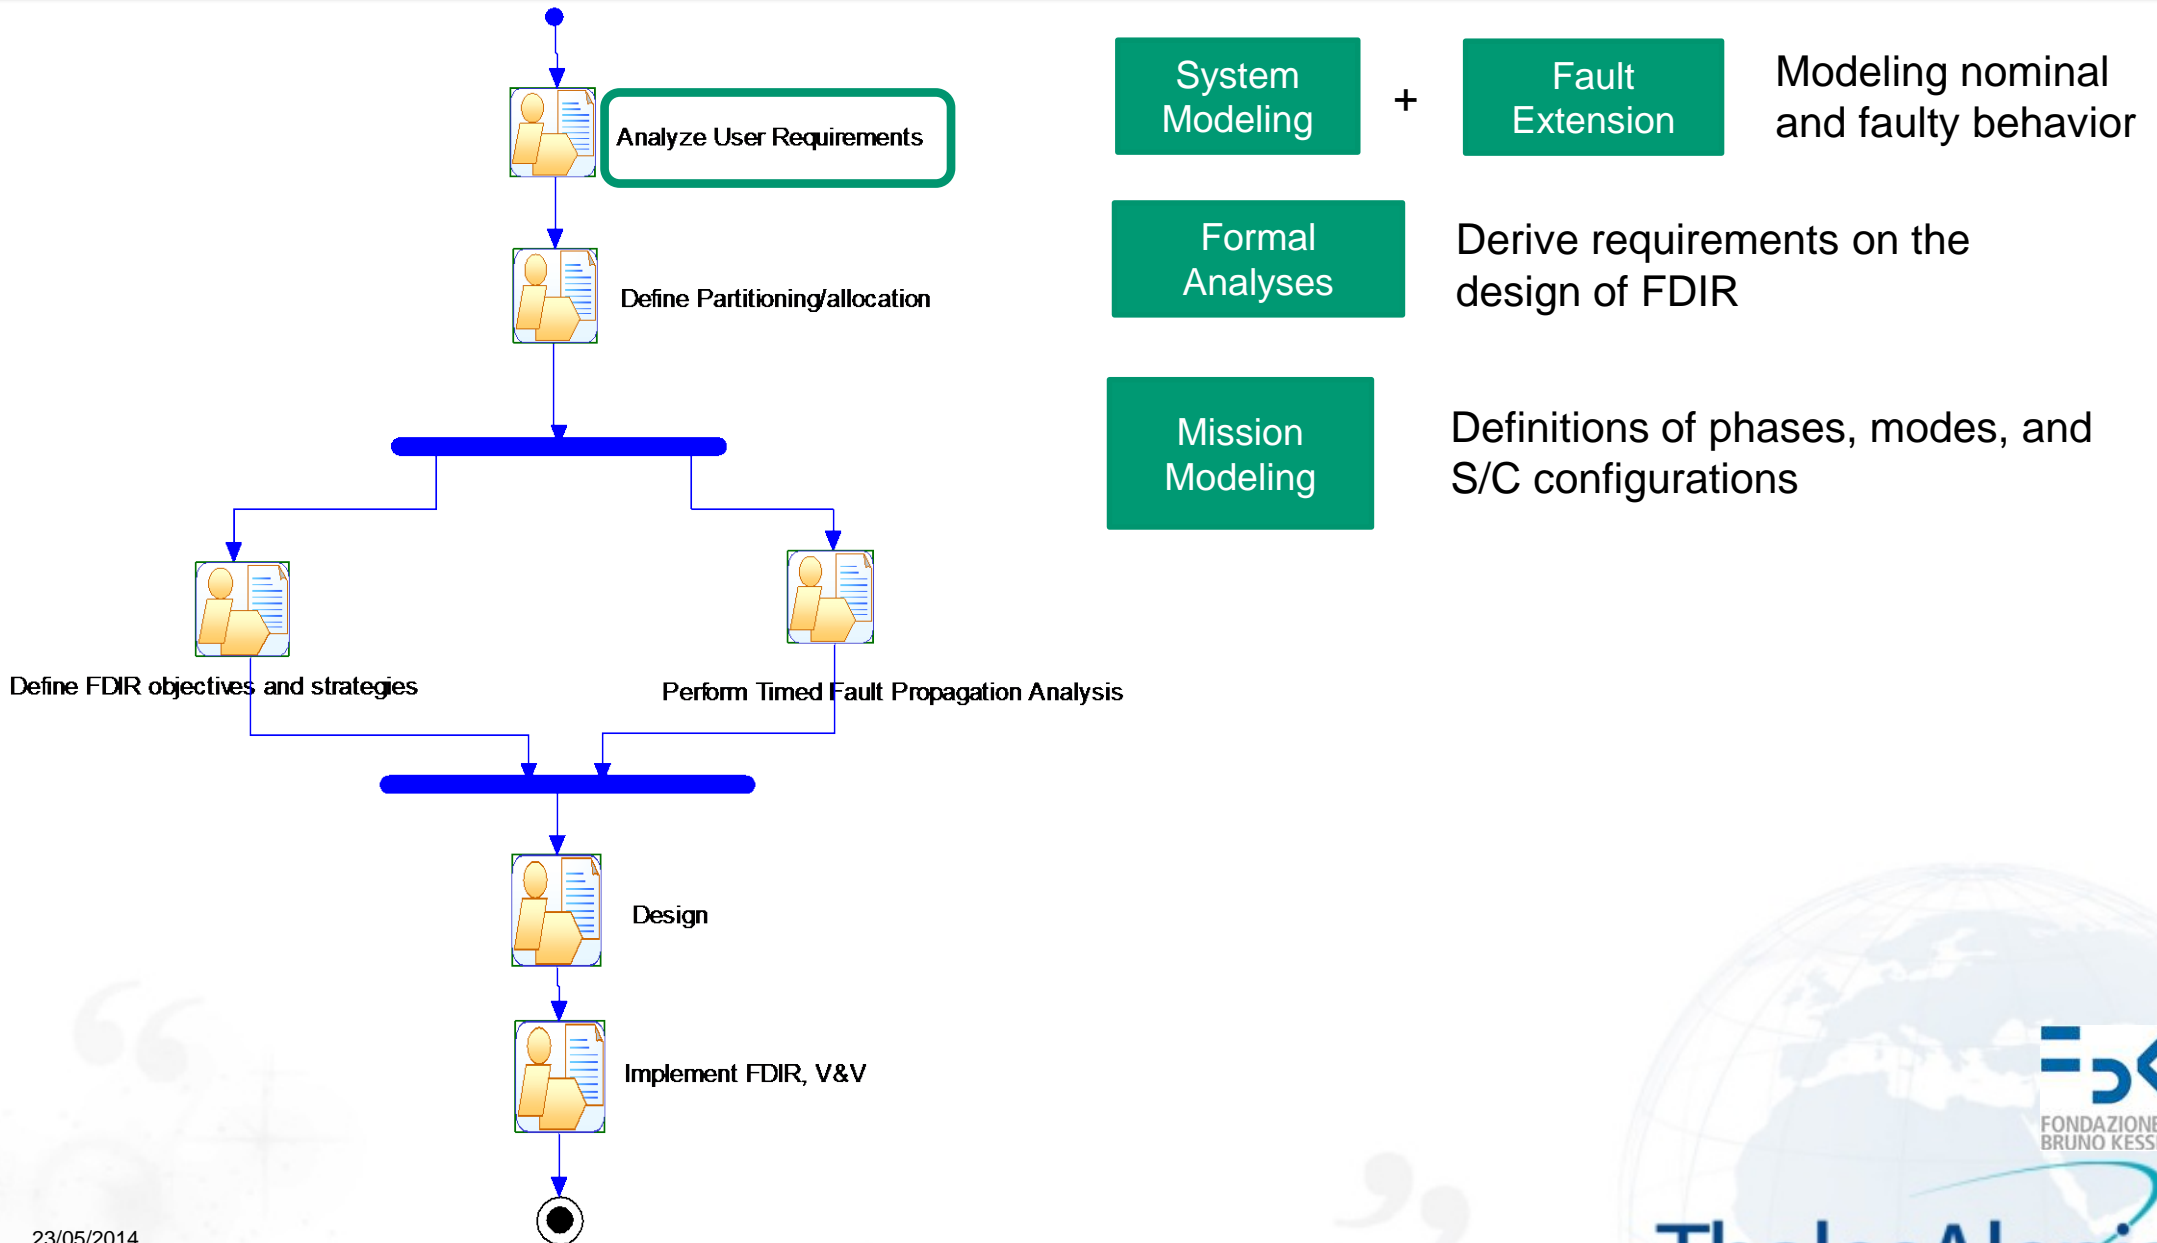 Analyze User Requirements
Define Partitioning/allocation
Define FDIR objectives and strategies
Perform Timed Fault Propagation Analysis
Design
Implement FDIR, V&V
System
Modeling
+
Fault
Extension
Modeling nominal
and faulty behavior
Formal
Analyses
Derive requirements on the
design of FDIR
Mission
Modeling
Definitions of phases, modes, and
S/C configurations
FONDAZIONE
BRUNO
23/05/2014